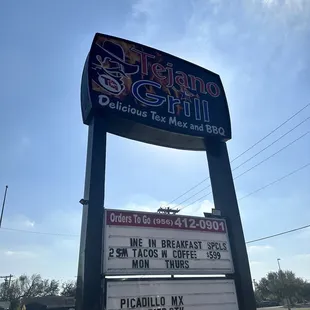 Tejano
Grill
Delicious Tex Mex and BBQ
Orders To Go (956) 412-0901
INE IN BREAKFAST SPCLS
2 SM TACOS W COFFEE $599
MON THURS
PICADILLO MX